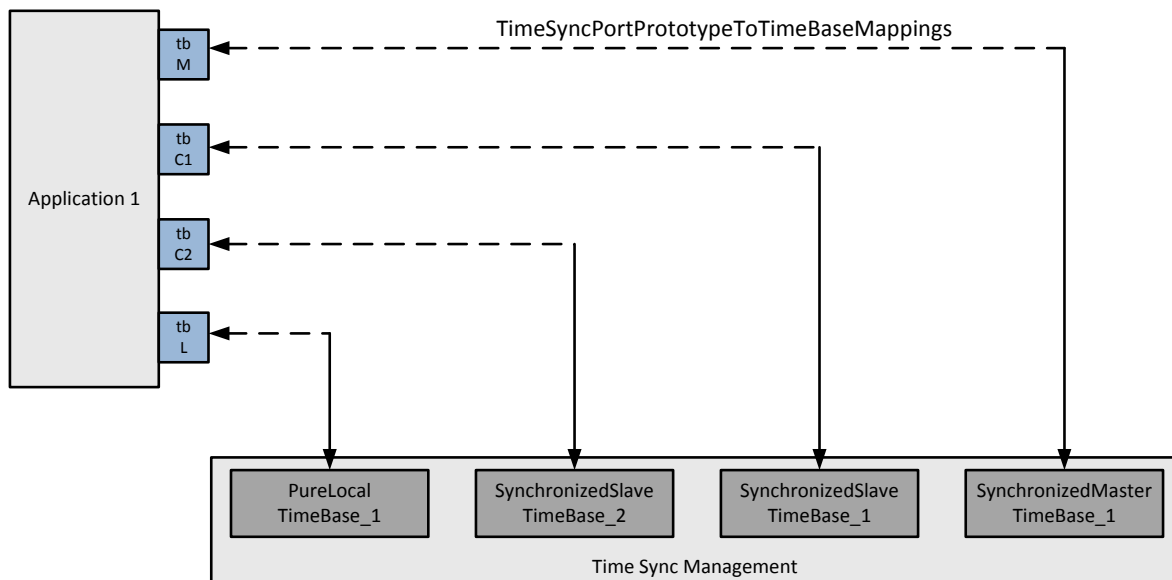 TimeSyncPortPrototypeToTimeBaseMappings
tb
M
tb
C1
Application 1
tb
C2
tb
L
PureLocal
TimeBase_1
SynchronizedSlave
TimeBase_2
SynchronizedSlave
TimeBase_1
SynchronizedMaster
TimeBase_1
Time Sync Management